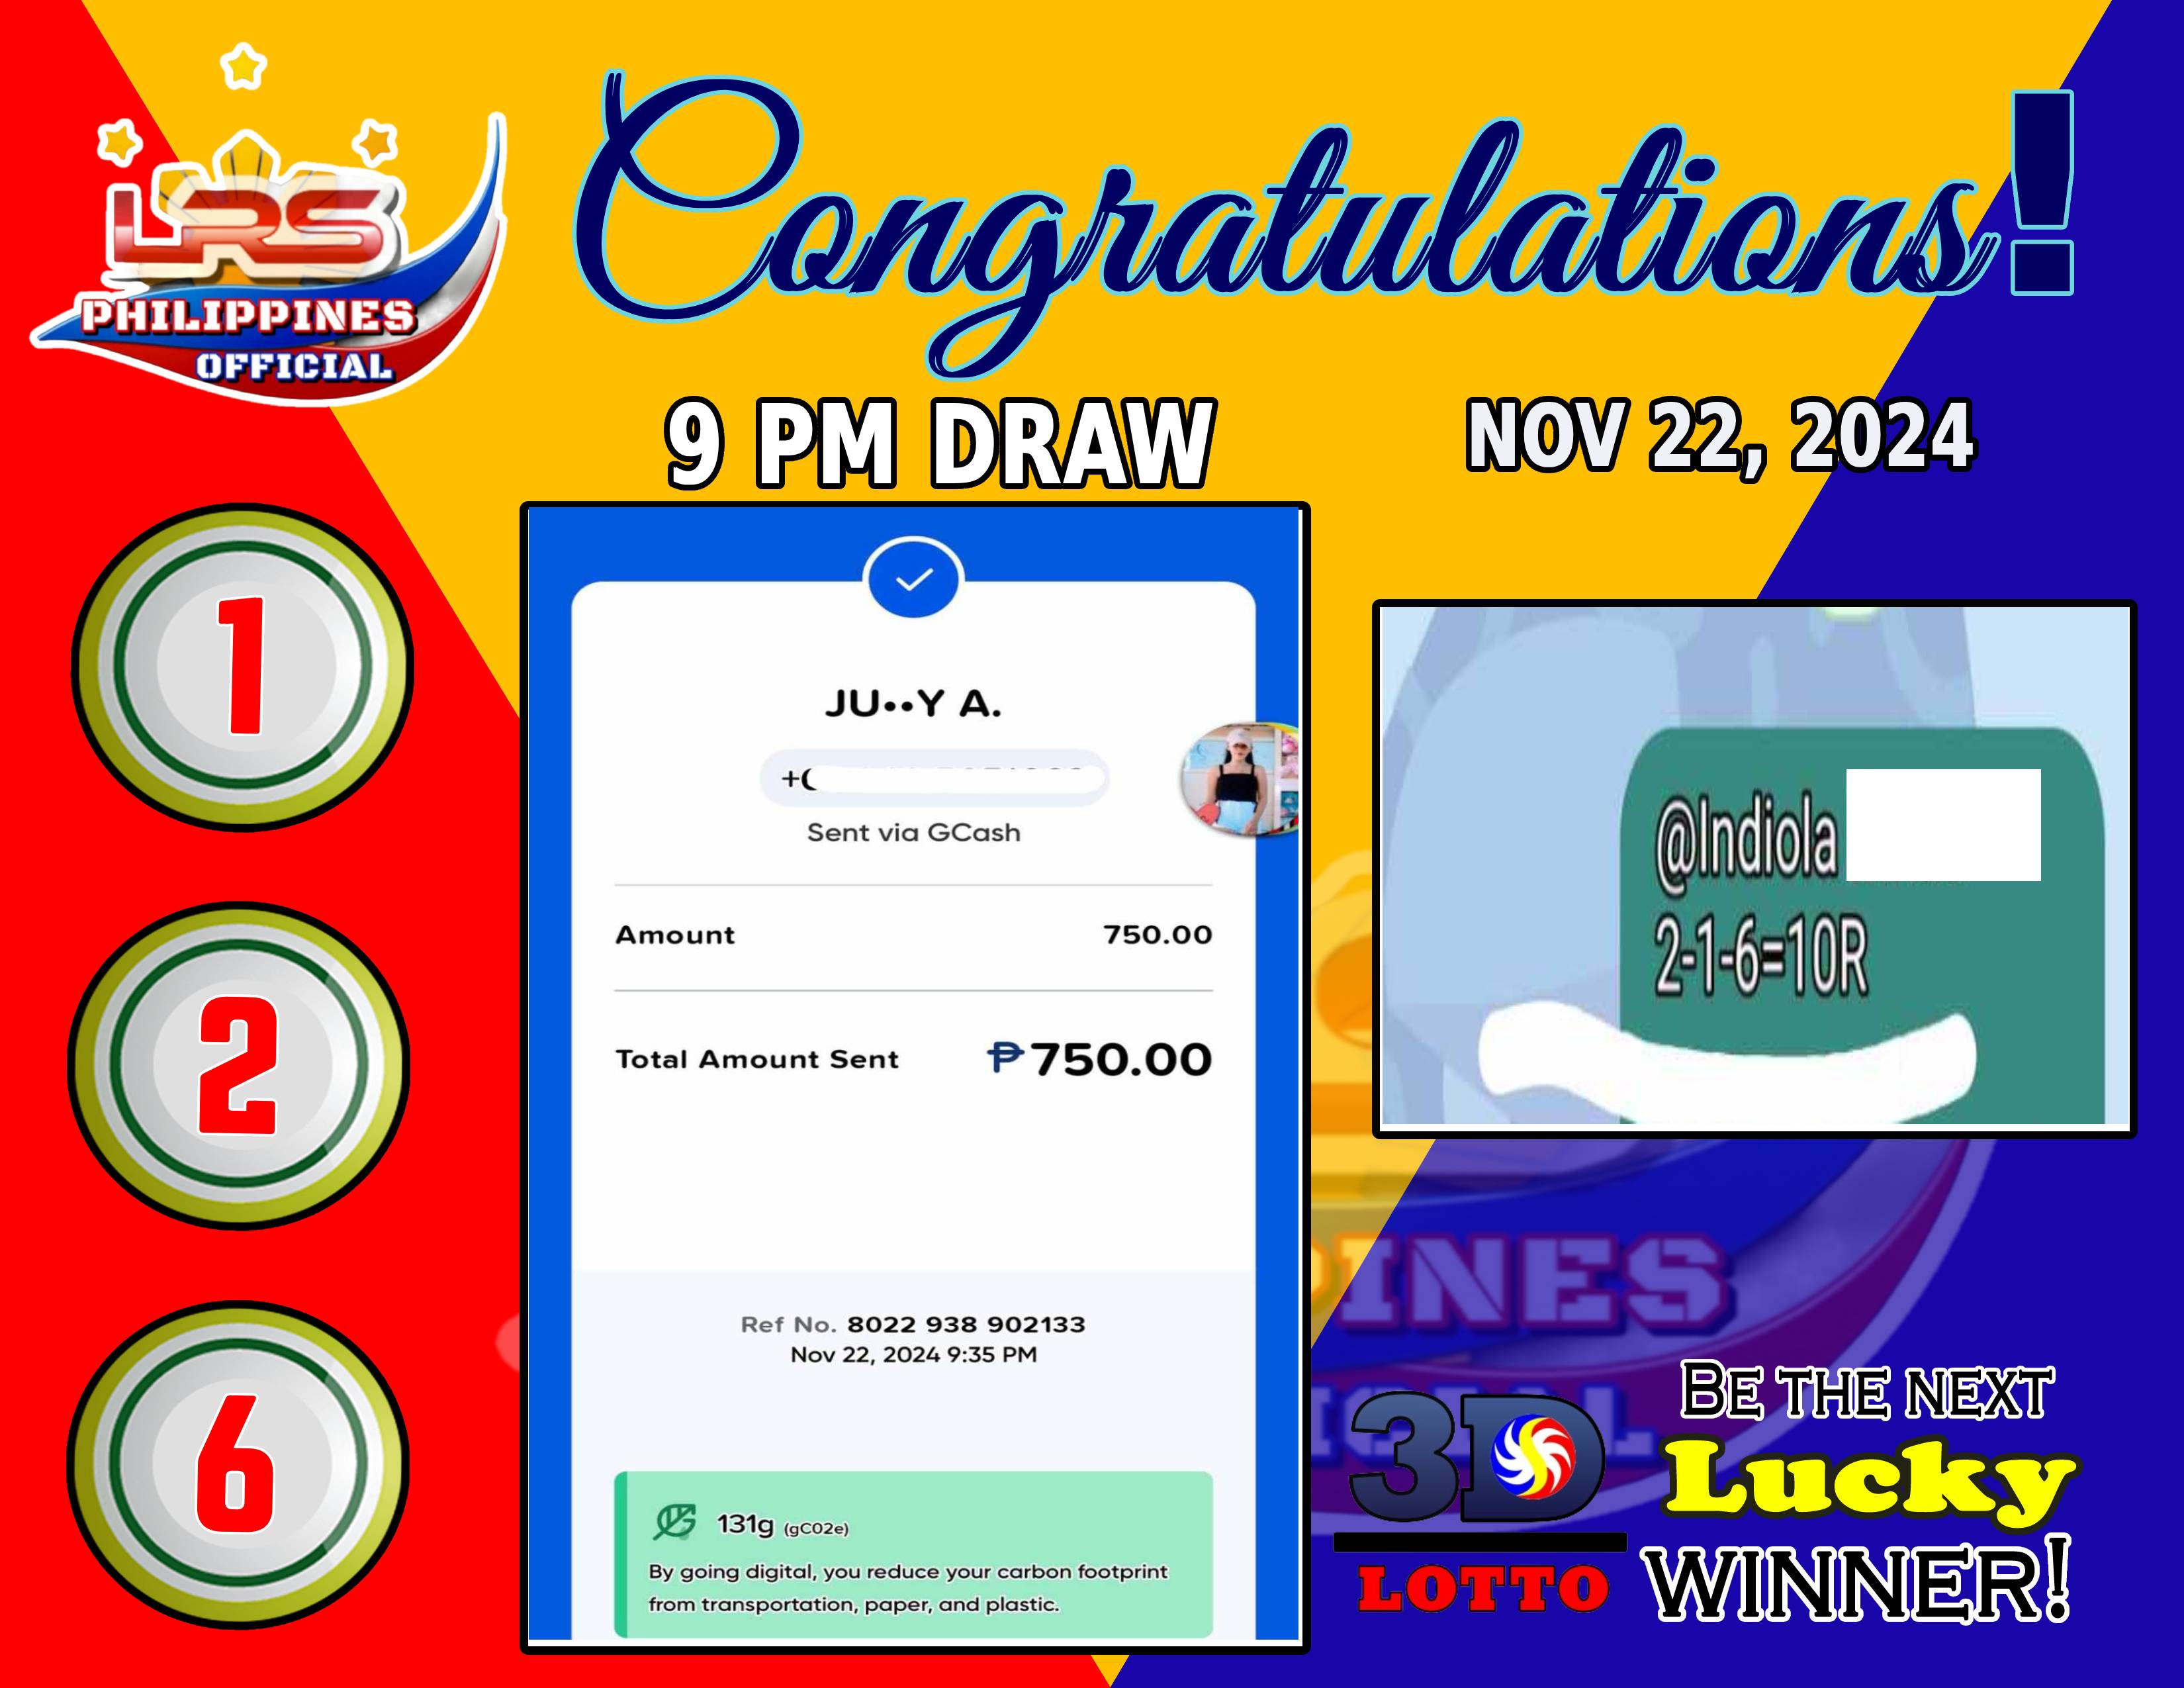 LRS
PHILIPPINES
OFFICIAL
Congratulations!
9 PM DRAW
NOV 22, 2024
1
2
6
JU••Y A.
Sent via GCash
Amount 750.00
Total Amount Sent ₱750.00
Ref No. 8022 938 902133
Nov 22, 2024 9:35 PM
131g (gCO2e)
By going digital, you reduce your carbon footprint
from transportation, paper, and plastic.
@Indiola
2-1-6=10R
PINES
3D
LOTTO
BE THE NEXT
Lucky
WINNER!